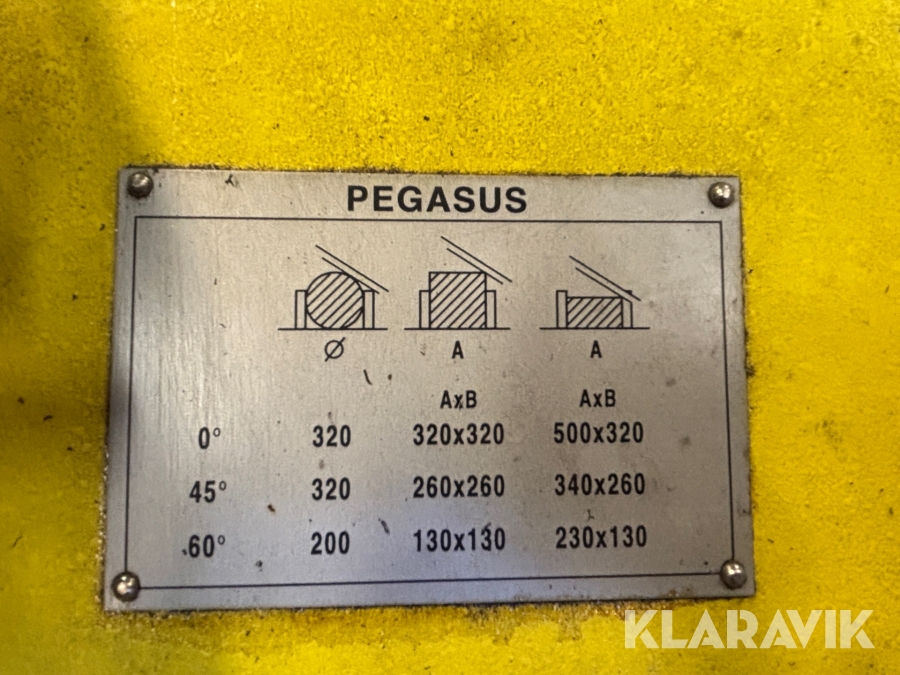 PEGASUS
Ø A A
AxB AxB
0° 320 320x320 500x320
45° 320 260x260 340x260
60° 200 130x130 230x130
KLARAVIK